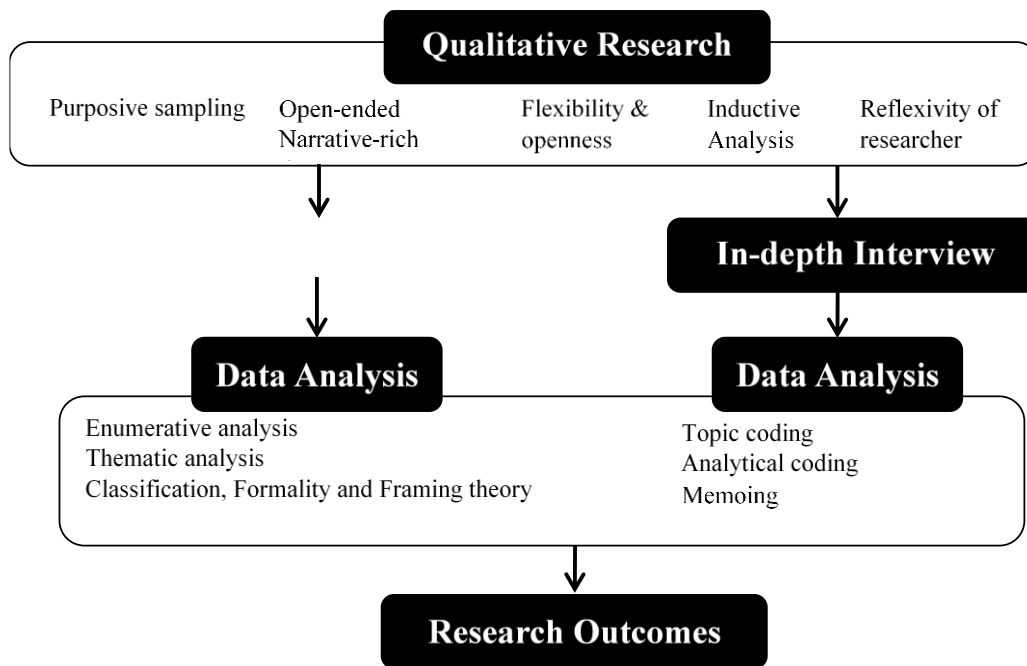 Qualitative Research
Purposive sampling
Open-ended
Narrative-rich
Flexibility &
openness
Inductive
Analysis
Reflexivity of
researcher
In-depth Interview
Data Analysis
Enumerative analysis
Thematic analysis
Classification, Formality and Framing theory
Data Analysis
Topic coding
Analytical coding
Memoing
Research Outcomes